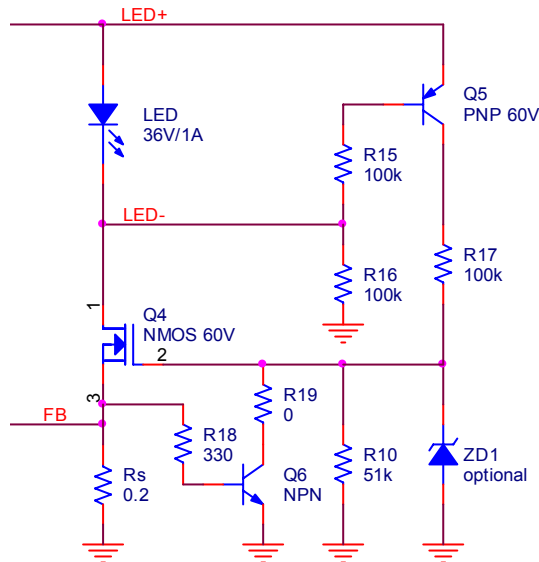 LED+
Q5
PNP 60V
LED
36V/1A
R15
100k
LED-
R16
100k
R17
100k
1
Q4
NMOS 60V
2
3
FB
R19
0
R18
330
Rs
0.2
Q6
NPN
R10
51k
ZD1
optional